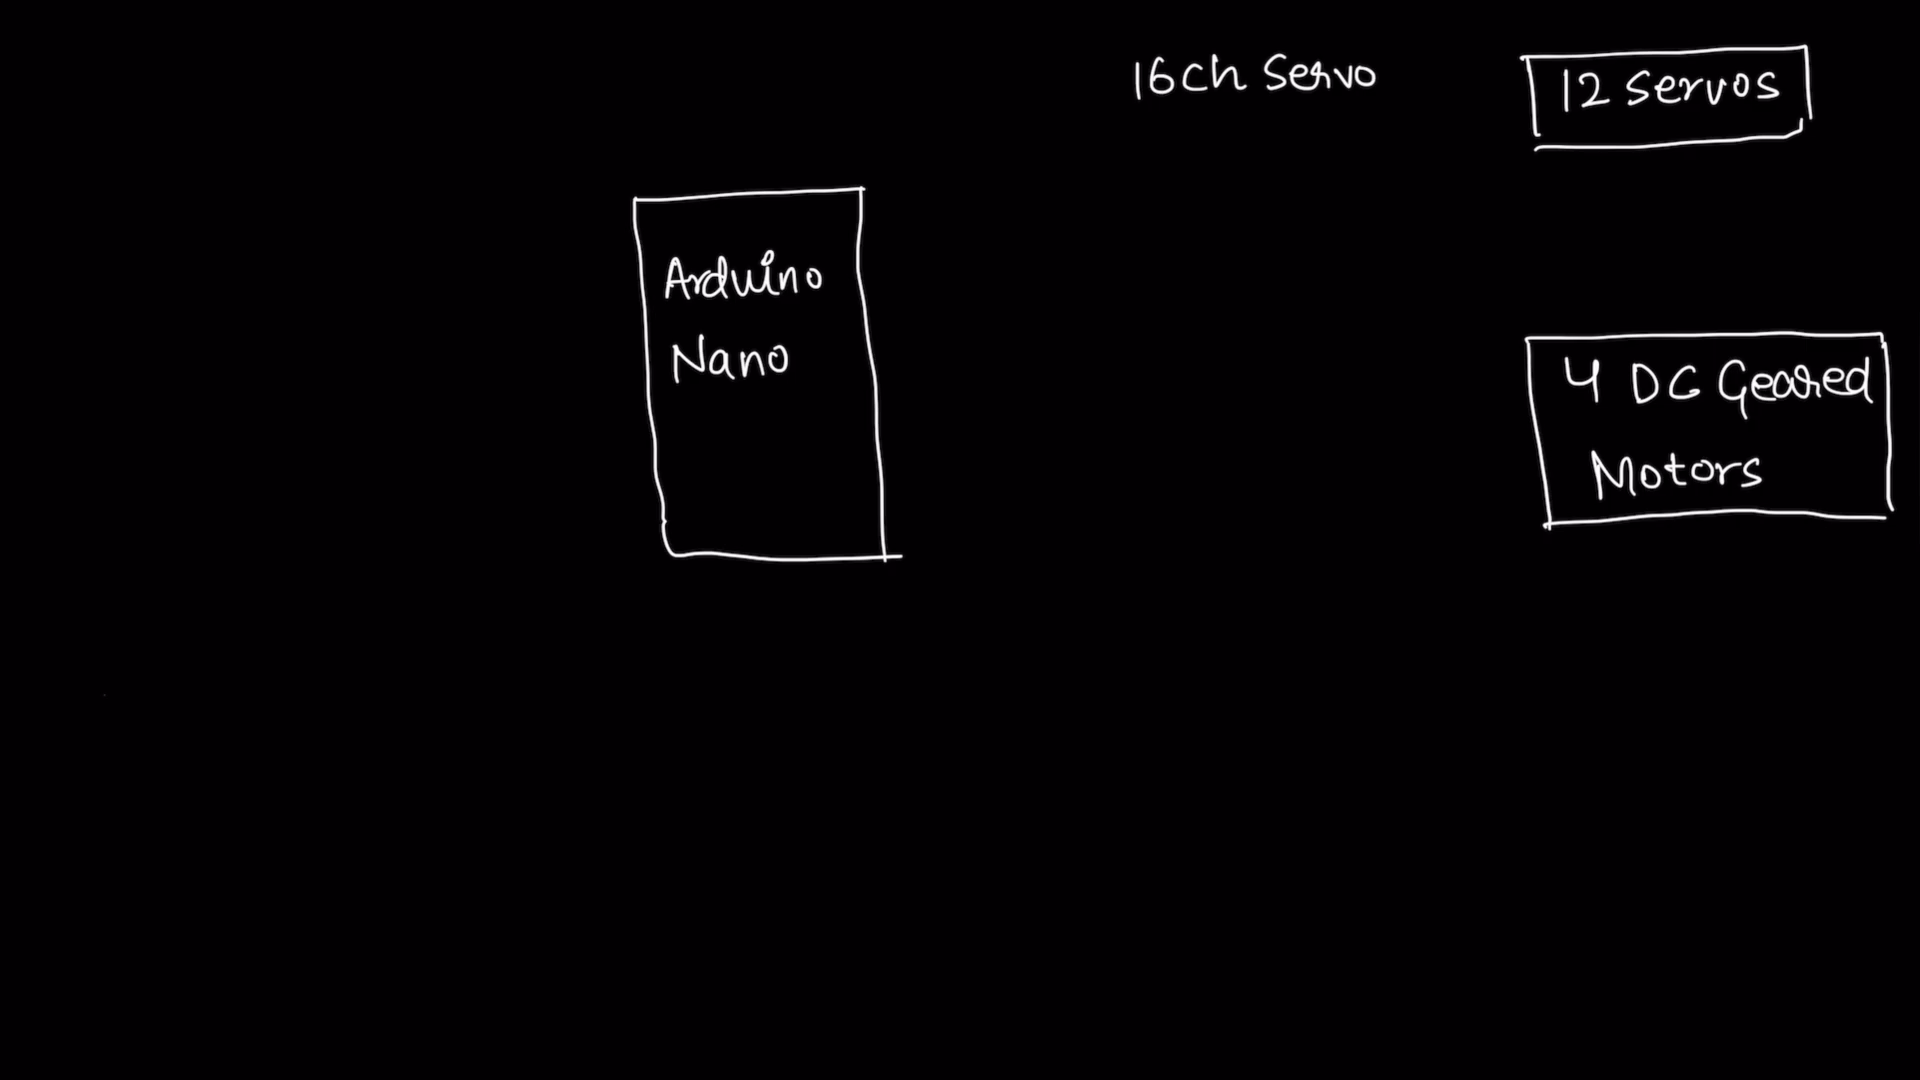 16Ch Servo
12 Servos
Arduino
Nano
4 DC Geared
Motors